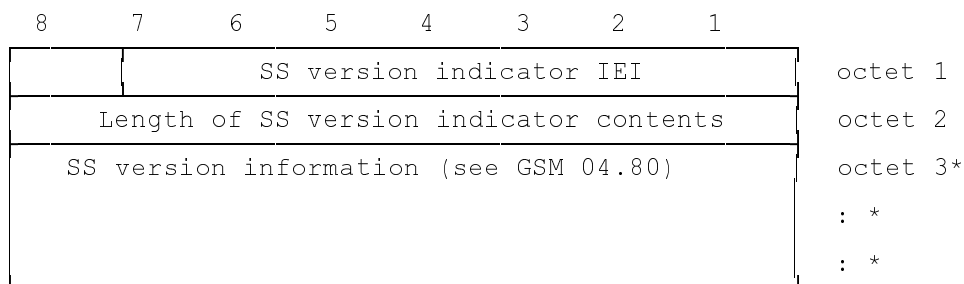 8 7 6 5 4 3 2 1
SS version indicator IEI octet 1
Length of SS version indicator contents octet 2
SS version information (see GSM 04.80) octet 3*
: *
: *